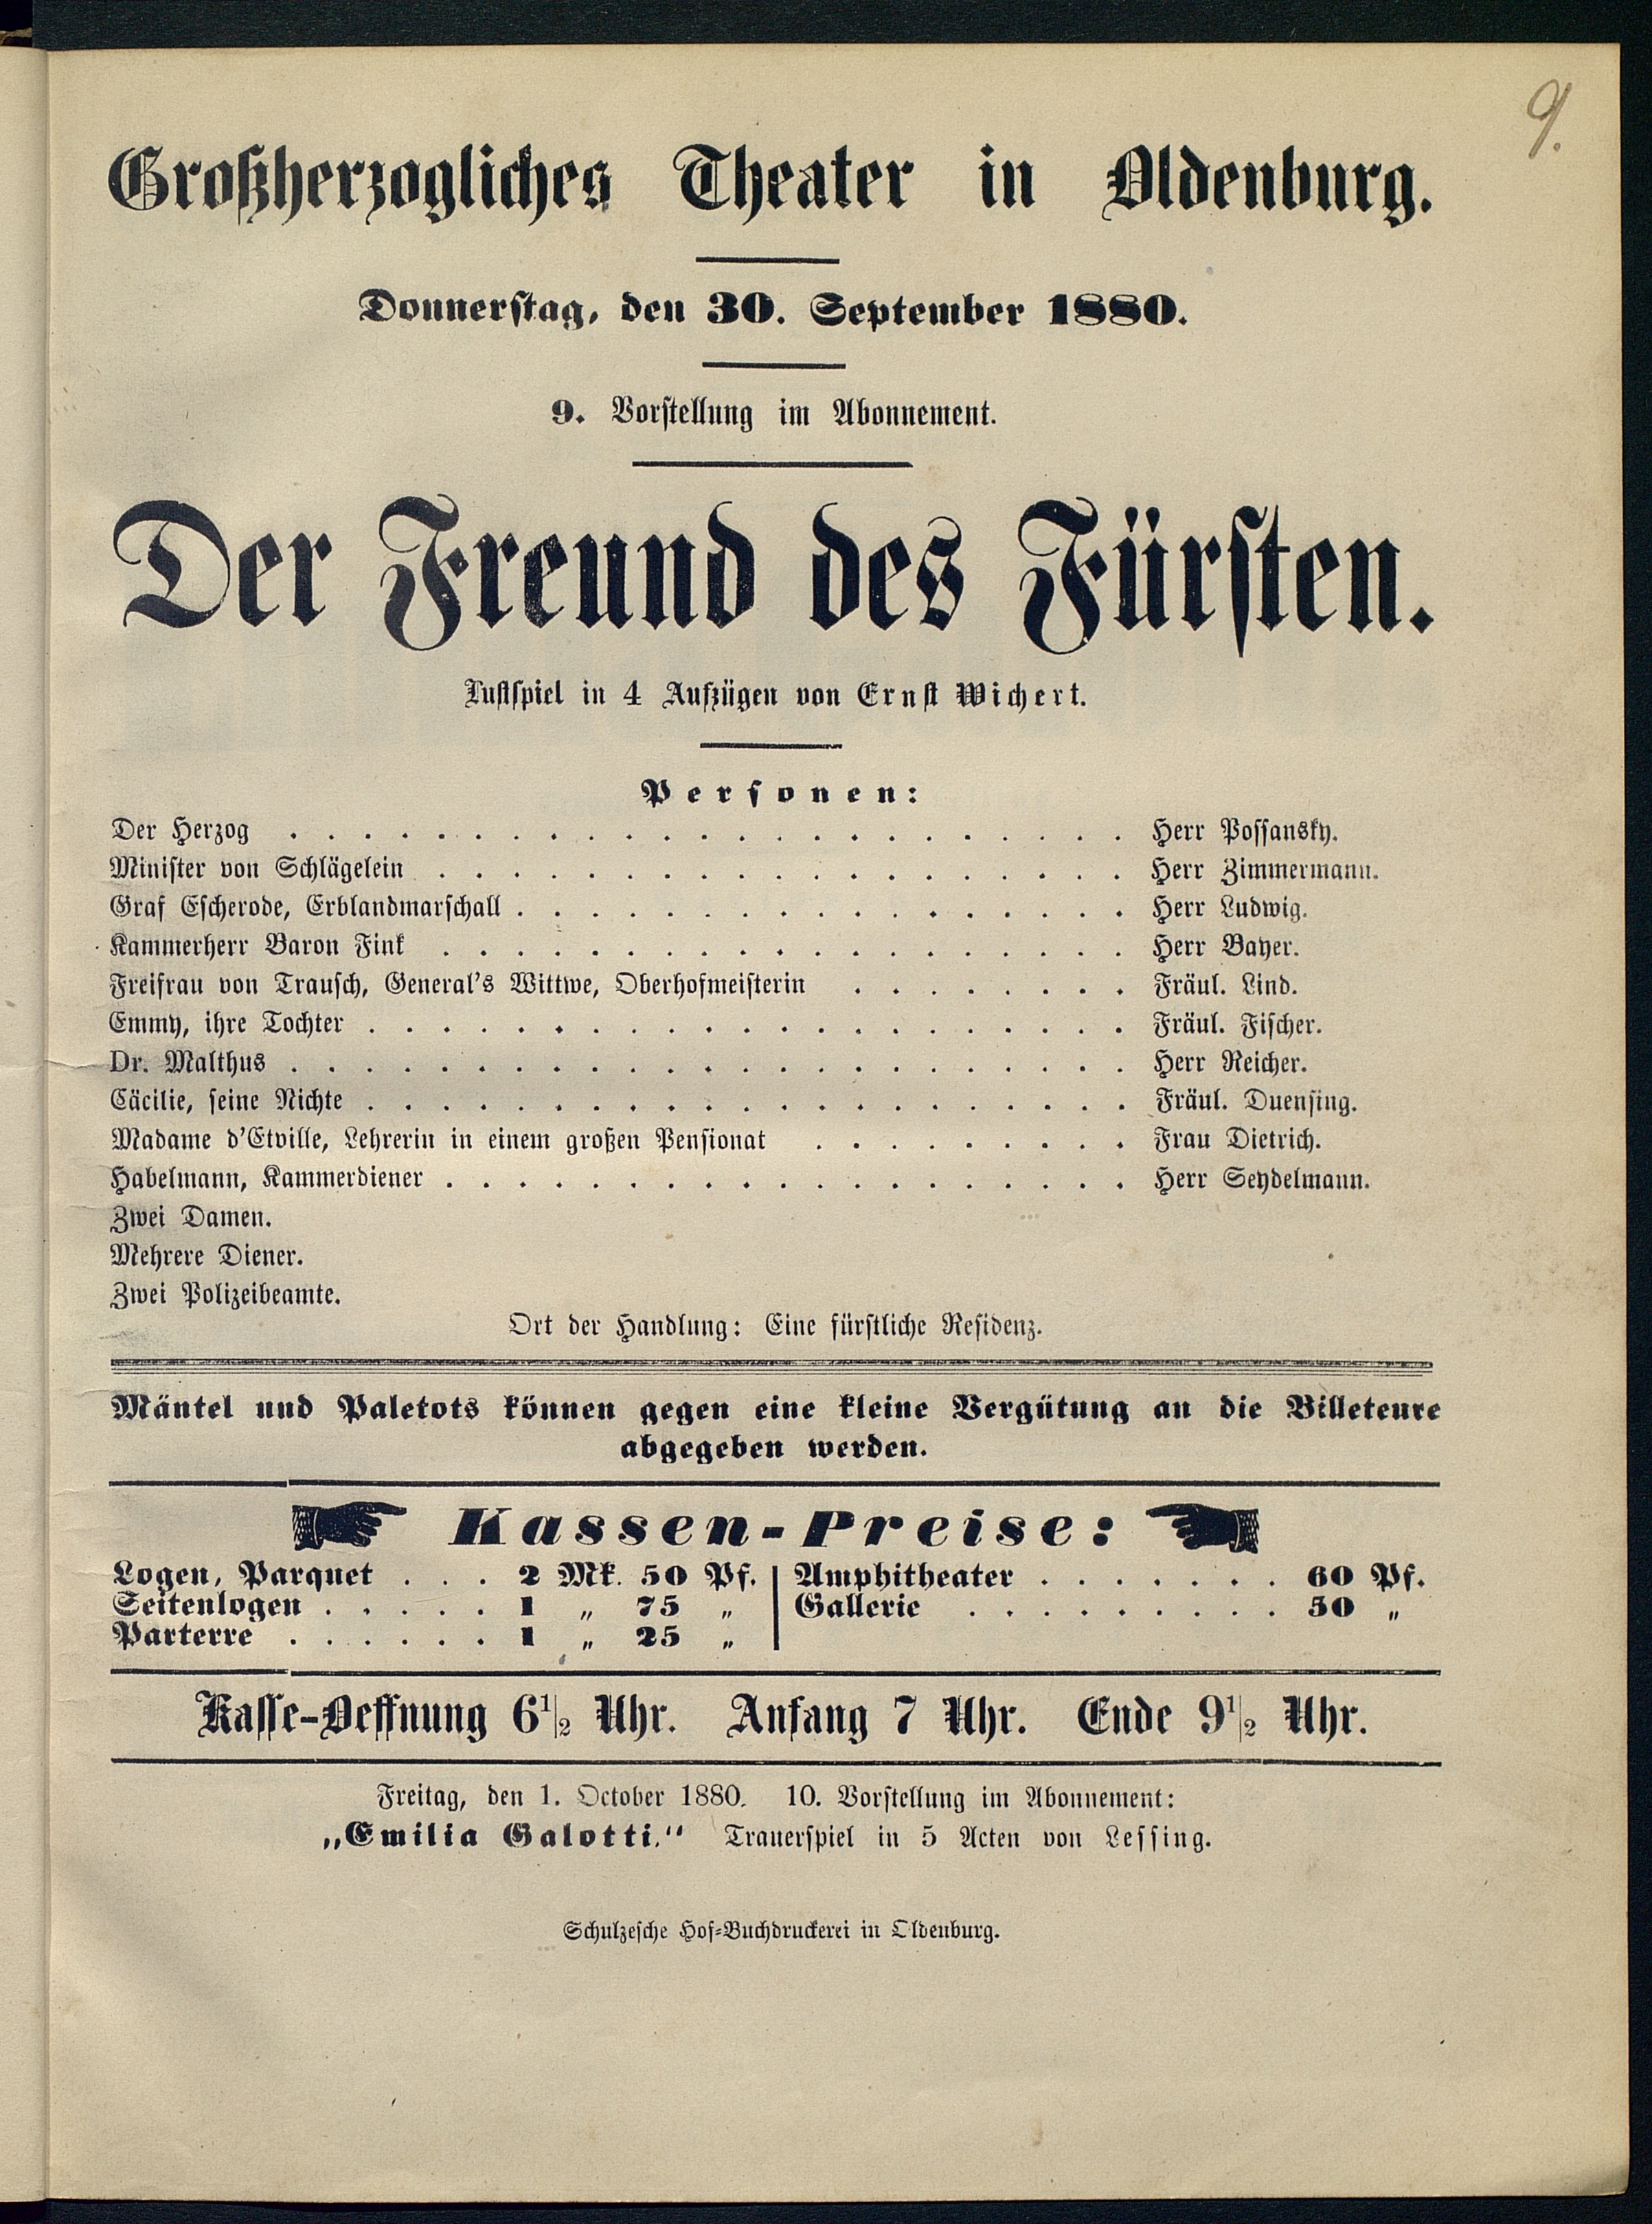 9.
Großherzogliches Theater in Oldenburg.
Donnerstag, den 30. September 1880.
9. Vorstellung im Abonnement.
Der Freund des Fürsten.
Lustspiel in 4 Aufzügen von Ernst Wichert.
Personen:
Der Herzog . . . . . . . . . . . . . . . . . . . . . . . Herr Possansky.
Minister von Schlägelein . . . . . . . . . . . . . . . . . . . Herr Zimmermann.
Graf Escherode, Erblandmarschall . . . . . . . . . . . . . . . . . Herr Ludwig.
Kammerherr Baron Fink . . . . . . . . . . . . . . . . . . . Herr Bayer.
Freifrau von Trausch, General's Wittwe, Oberhofmeisterin . . . . . . . . Fräul. Lind.
Emmy, ihre Tochter . . . . . . . . . . . . . . . . . . . . . Fräul. Fischer.
Dr. Malthus . . . . . . . . . . . . . . . . . . . . . . . Herr Reicher.
Cäcilie, seine Nichte . . . . . . . . . . . . . . . . . . . . . Fräul. Duensing.
Madame d'Etville, Lehrerin in einem großen Pensionat . . . . . . . . . Frau Dietrich.
Habelmann, Kammerdiener . . . . . . . . . . . . . . . . . . . Herr Seydelmann.
Zwei Damen.
Mehrere Diener.
Zwei Polizeibeamte.
Ort der Handlung: Eine fürstliche Residenz.
Mäntel und Paletots können gegen eine kleine Vergütung an die Billeteure
abgegeben werden.
Kassen-Preise:
Logen, Parquet . . . 2 Mk. 50 Pf. | Amphitheater . . . . . . . 60 Pf.
Seitenlogen . . . . . 1 „ 75 „ | Gallerie . . . . . . . . . 50 „
Parterre . . . . . . 1 „ 25 „
Kasse-Oeffnung 6½ Uhr. Anfang 7 Uhr. Ende 9½ Uhr.
Freitag, den 1. October 1880. 10. Vorstellung im Abonnement:
„Emilia Galotti.“ Trauerspiel in 5 Acten von Lessing.
Schulzesche Hof-Buchdruckerei in Oldenburg.